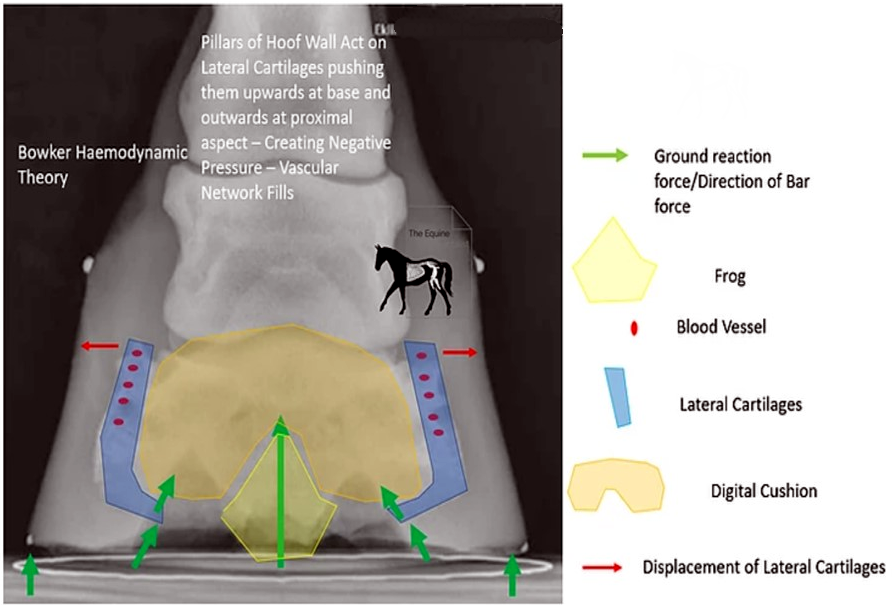 Pillars of Hoof Wall Act on
Lateral Cartilages pushing
them upwards at base and
outwards at proximal
aspect – Creating Negative
Pressure – Vascular
Network Fills
Bowker Haemodynamic
Theory
The Equine
Ground reaction
force/Direction of Bar
force
Frog
Blood Vessel
Lateral Cartilages
Digital Cushion
Displacement of Lateral Cartilages